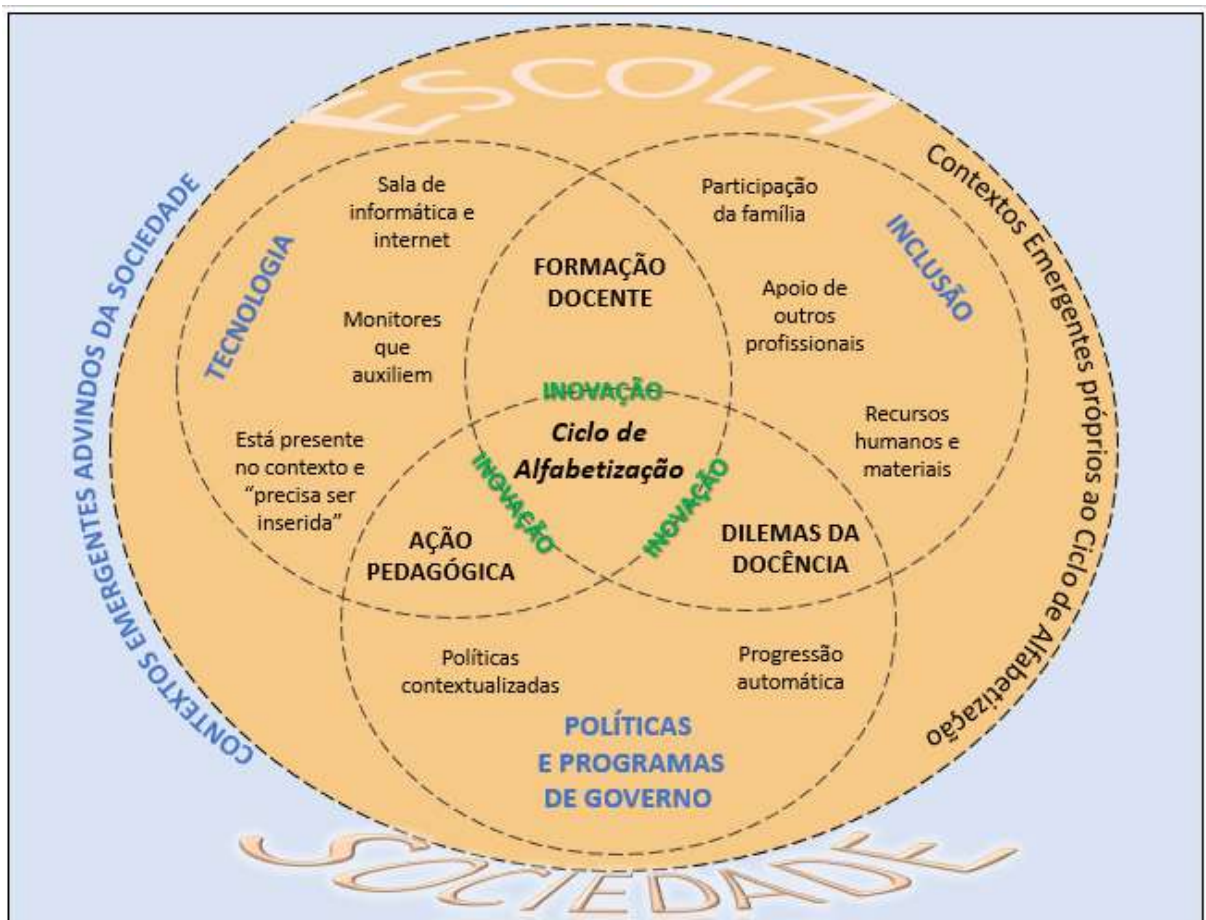 ESCOLA
CONTEXTOS EMERGENTES ADVINDOS DA SOCIEDADE
Contextos Emergentes próprios ao Ciclo de Alfabetização
TECNOLOGIA
Sala de
informática e
internet
Monitores
que
auxiliem
Está presente
no contexto e
“precisa ser
inserida”
FORMAÇÃO
DOCENTE
Participação
da família
INCLUSÃO
Apoio de
outros
profissionais
Recursos
humanos e
materiais
INOVAÇÃO
Ciclo de
Alfabetização
INOVAÇÃO
INOVAÇÃO
AÇÃO
PEDAGÓGICA
DILEMAS DA
DOCÊNCIA
Políticas
contextualizadas
Progressão
automática
POLÍTICAS
E PROGRAMAS
DE GOVERNO
SOCIEDADE